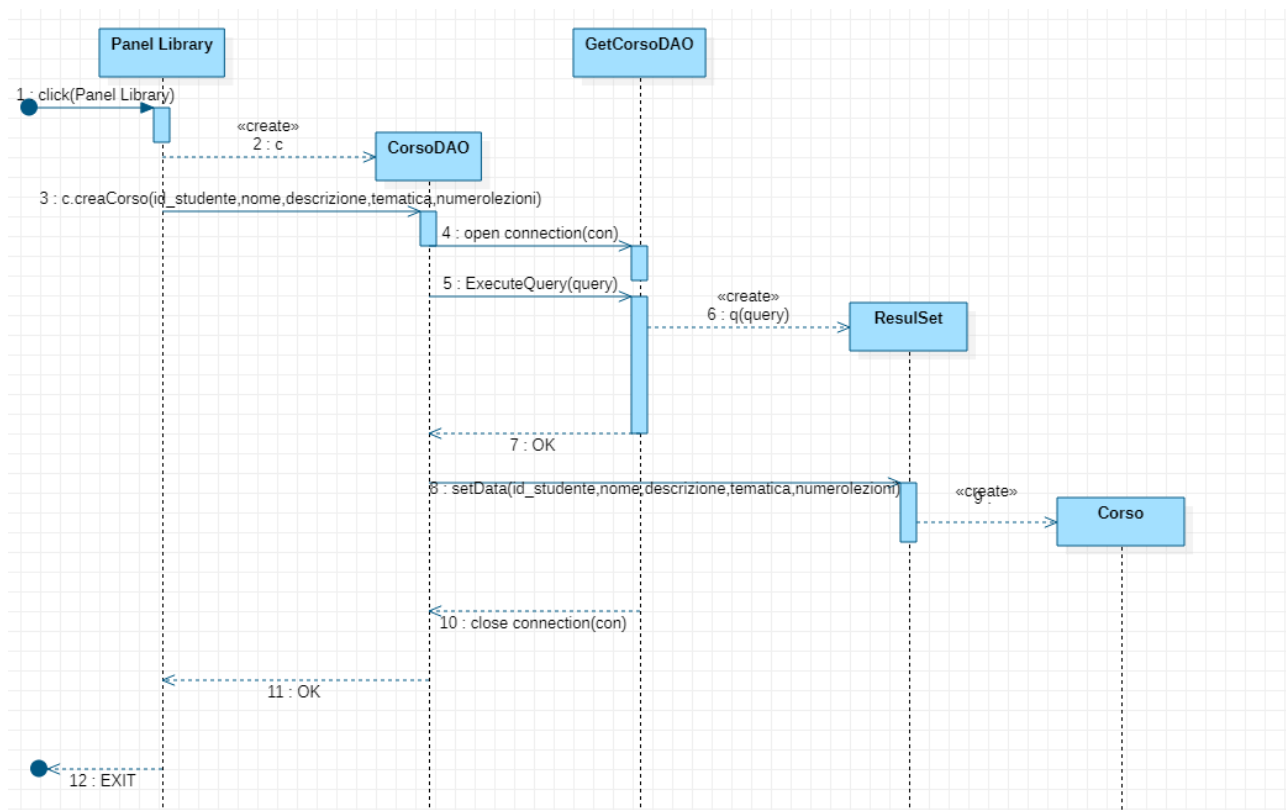 Panel Library
GetCorsoDAO
1 : click(Panel Library)
«create»
2 : c
CorsoDAO
3 : c.creaCorso(id_studente,nome,descrizione,tematica,numerolezioni)
4 : open connection(con)
5 : ExecuteQuery(query)
«create»
6 : q(query)
ResulSet
7 : OK
8 : setData(id_studente,nome,descrizione,tematica,numerolezioni)
«create»
9 :
Corso
10 : close connection(con)
11 : OK
12 : EXIT